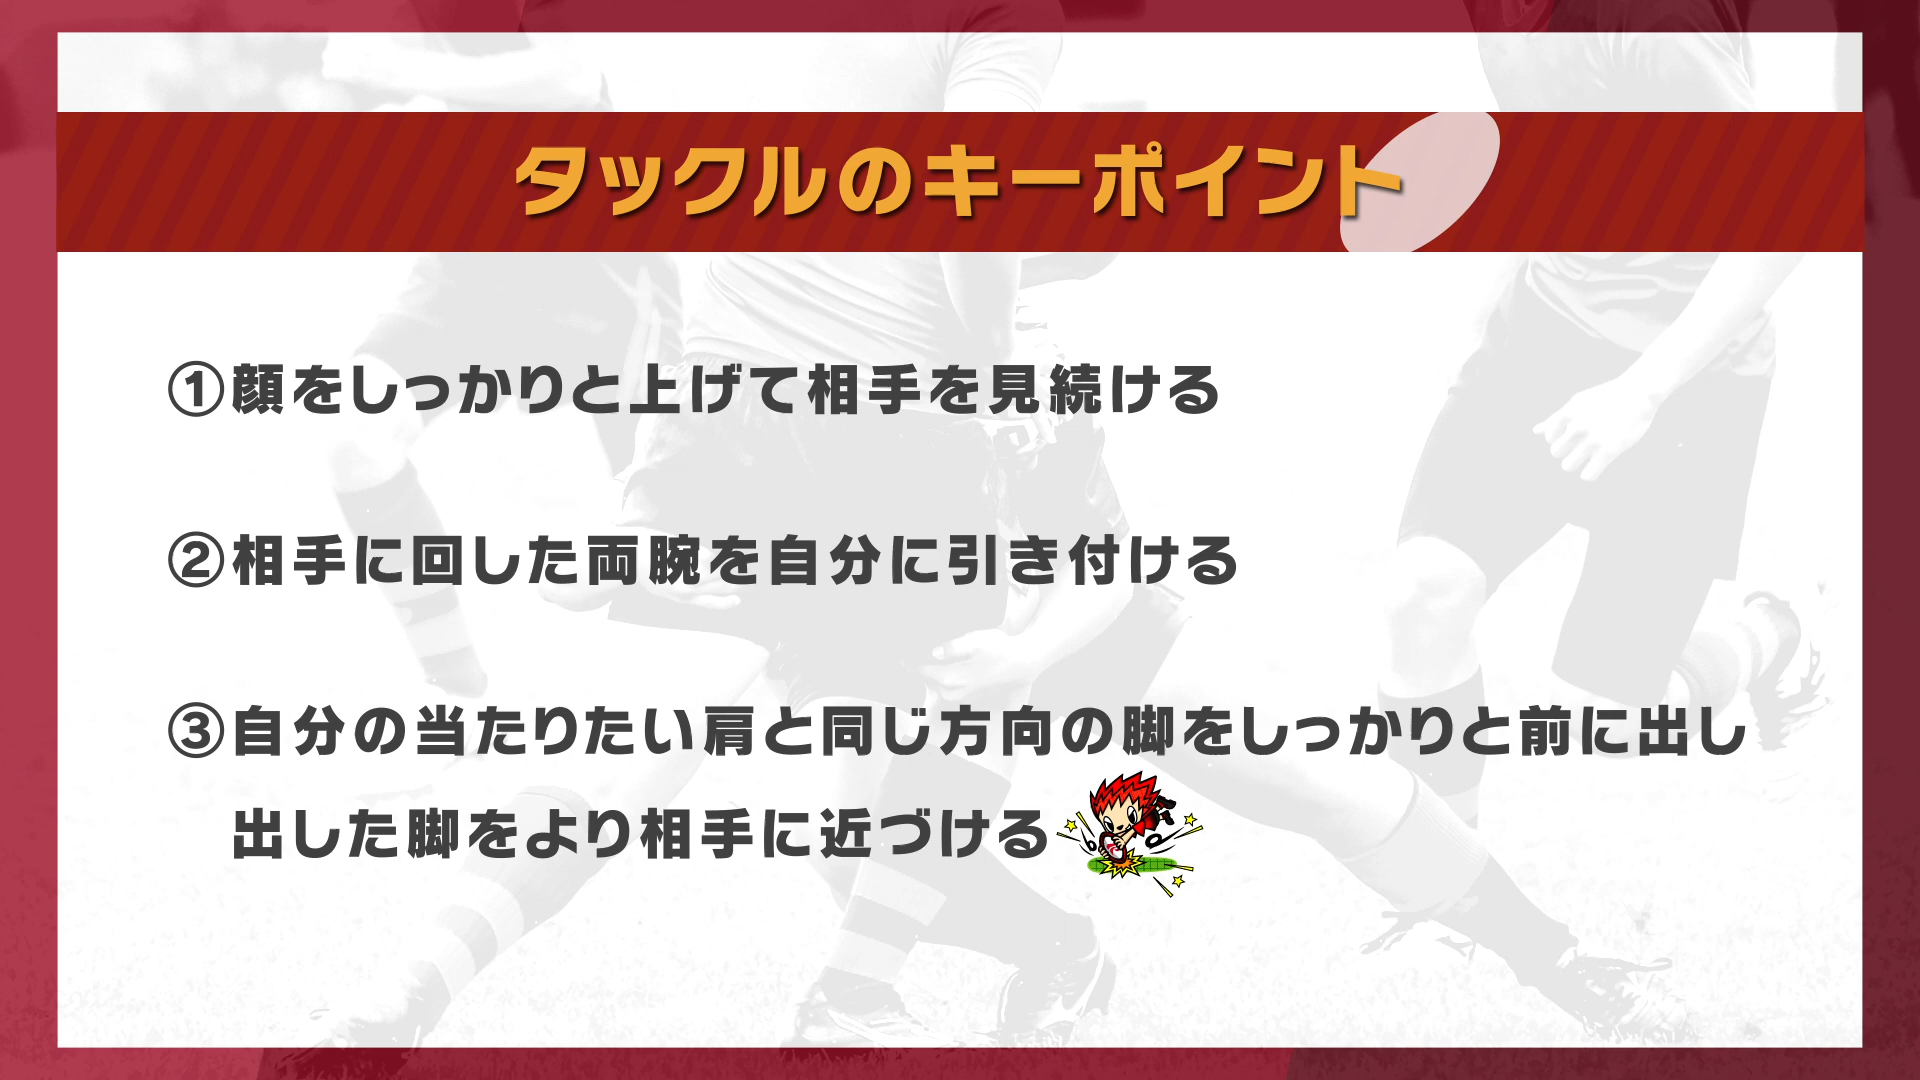 タックルのキーポイント
①顔をしっかりと上げて相手を見続ける
②相手に回した両腕を自分に引き付ける
③自分の当たりたい肩と同じ方向の脚をしっかりと前に出し
出した脚をより相手に近づける